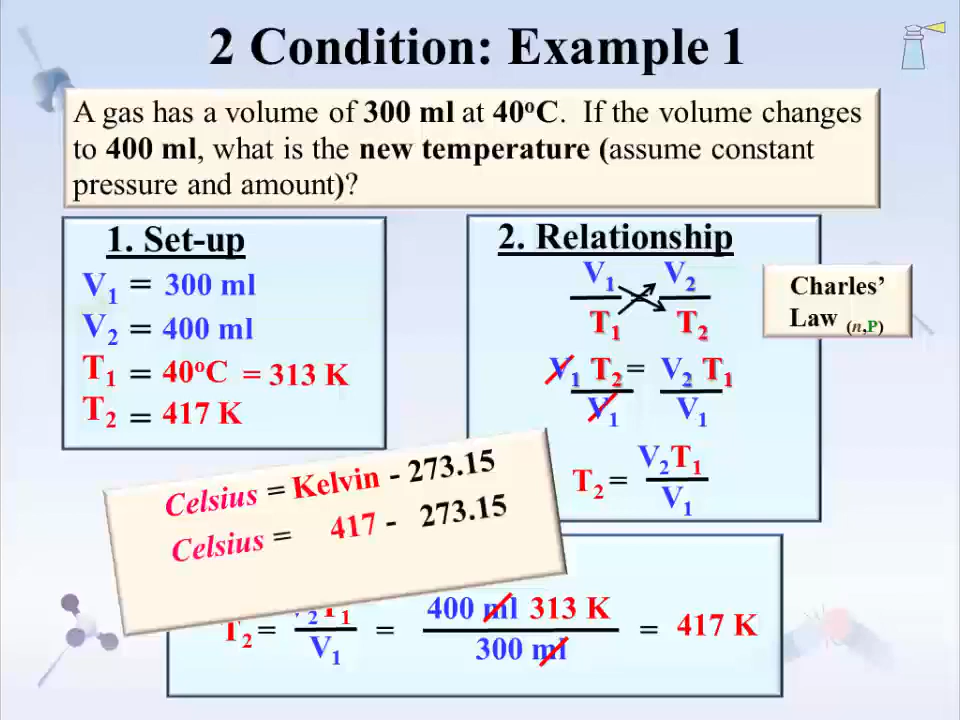 2 Condition: Example 1
A gas has a volume of 300 ml at 40°C. If the volume changes
to 400 ml, what is the new temperature (assume constant
pressure and amount)?
1. Set-up
V₁ = 300 ml
V₂ = 400 ml
T₁ = 40°C = 313 K
T₂ = 417 K
2. Relationship
V₁ V₂
T₁ T₂
V₁ T₂ = V₂ T₁
V₁ V₁
T₂ = V₂T₁
V₁
Charles’
Law (n,P)
Celsius = Kelvin - 273.15
Celsius = 417 - 273.15
T₂ = V₂T₁ = 400 ml 313 K = 417 K
V₁ 300 ml